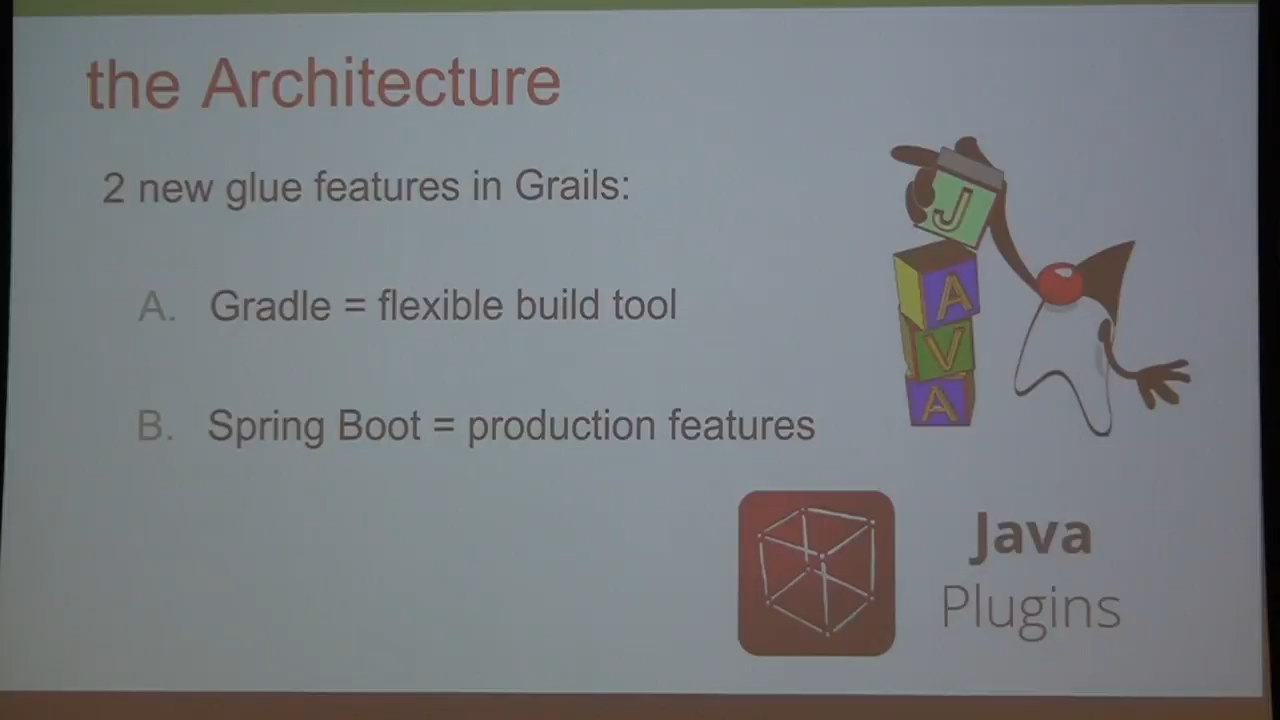 the Architecture
2 new glue features in Grails:
A. Gradle = flexible build tool
B. Spring Boot = production features
J
A
V
A
Java
Plugins